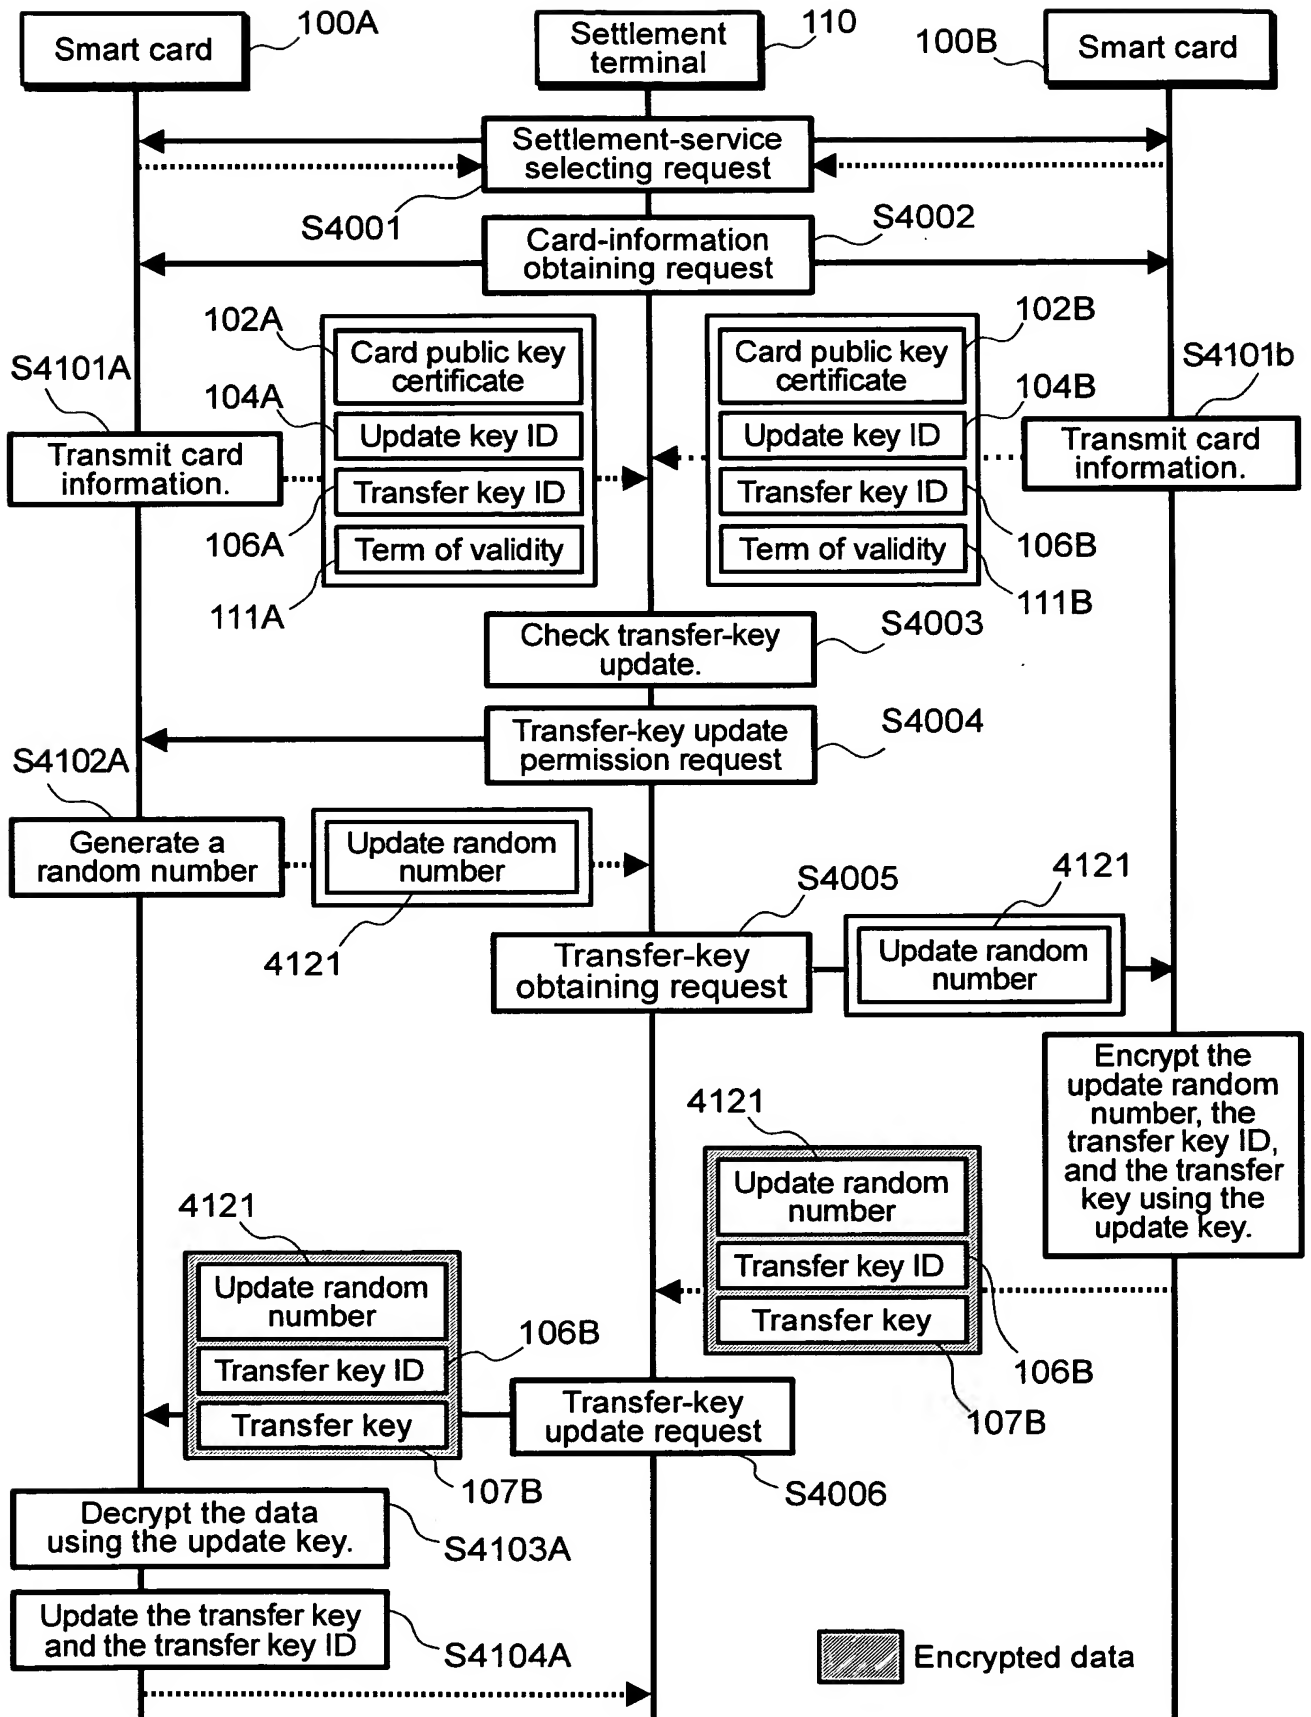 Smart card
100A
Settlement
terminal
110
100B
Smart card
Settlement-service
selecting request
S4001
S4002
Card-information
obtaining request
102A
Card public key
certificate
102B
Card public key
certificate
S4101A
S4101b
104A
Update key ID
104B
Update key ID
Transmit card
information.
Transmit card
information.
Transfer key ID
Transfer key ID
106A
106B
Term of validity
Term of validity
111A
111B
Check transfer-key
update.
S4003
Transfer-key update
permission request
S4004
S4102A
Generate a
random number
Update random
number
4121
S4005
4121
Transfer-key
obtaining request
Update random
number
Encrypt the
update random
number, the
transfer key ID,
and the transfer
key using the
update key.
4121
Update random
number
Transfer key ID
Transfer key
106B
107B
4121
Update random
number
106B
Transfer key ID
Transfer key
107B
Transfer-key
update request
S4006
Decrypt the data
using the update key.
S4103A
Update the transfer key
and the transfer key ID
S4104A
Encrypted data